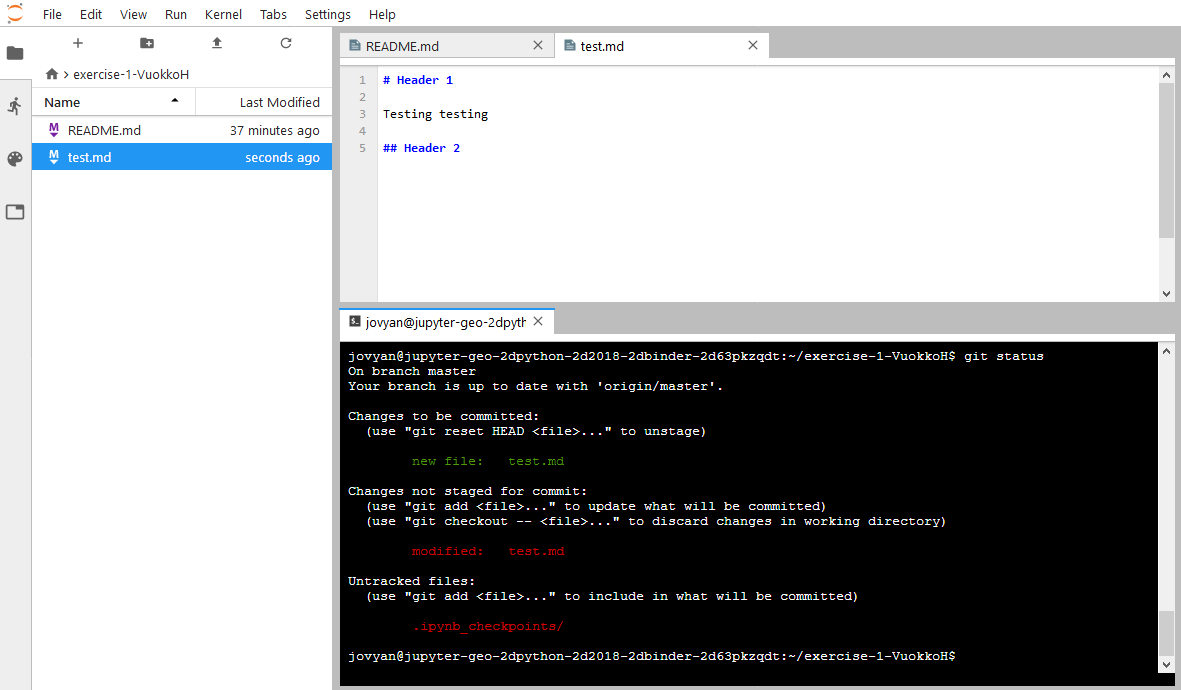 File Edit View Run Kernel Tabs Settings Help
exercise-1-VuokkoH
Name Last Modified
README.md 37 minutes ago
test.md seconds ago
README.md test.md
1 # Header 1
2
3 Testing testing
4
5 ## Header 2
jovyan@jupyter-geo-2dpyth
jovyan@jupyter-geo-2dpython-2d2018-2dbinder-2d63pkzqdt:~/exercise-1-VuokkoH$ git status
On branch master
Your branch is up to date with 'origin/master'.
Changes to be committed:
(use "git reset HEAD <file>..." to unstage)
new file: test.md
Changes not staged for commit:
(use "git add <file>..." to update what will be committed)
(use "git checkout -- <file>..." to discard changes in working directory)
modified: test.md
Untracked files:
(use "git add <file>..." to include in what will be committed)
.ipynb_checkpoints/
jovyan@jupyter-geo-2dpython-2d2018-2dbinder-2d63pkzqdt:~/exercise-1-VuokkoH$